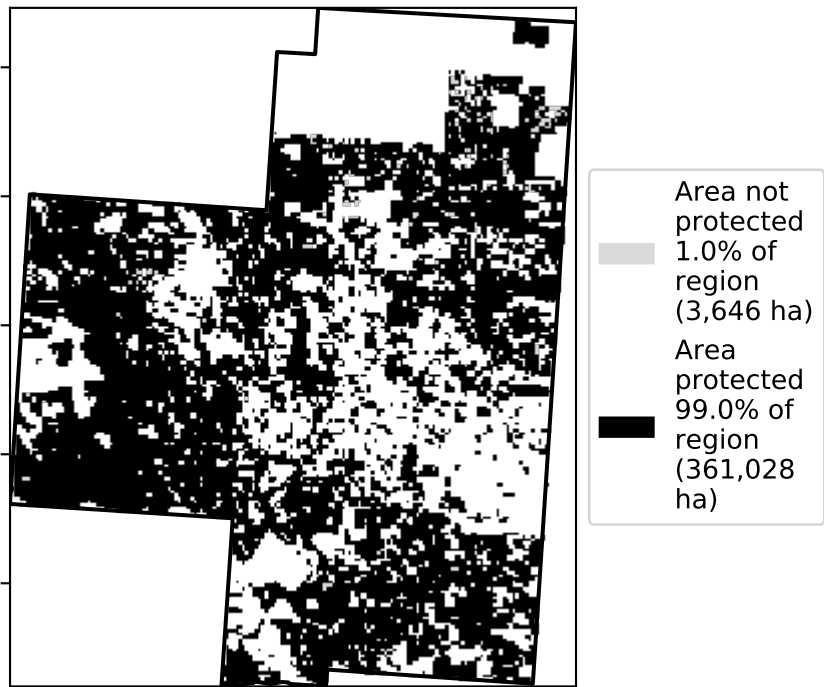 Area not
protected
1.0% of
region
(3,646 ha)
Area
protected
99.0% of
region
(361,028
ha)